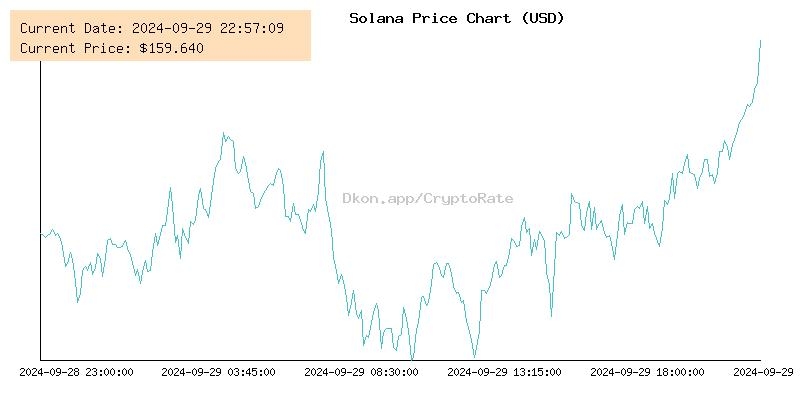 Solana Price Chart (USD)
Current Date: 2024-09-29 22:57:09
Current Price: $159.640
Dkon.app/CryptoRate
2024-09-28 23:00:00 2024-09-29 03:45:00 2024-09-29 08:30:00 2024-09-29 13:15:00 2024-09-29 18:00:00 2024-09-29